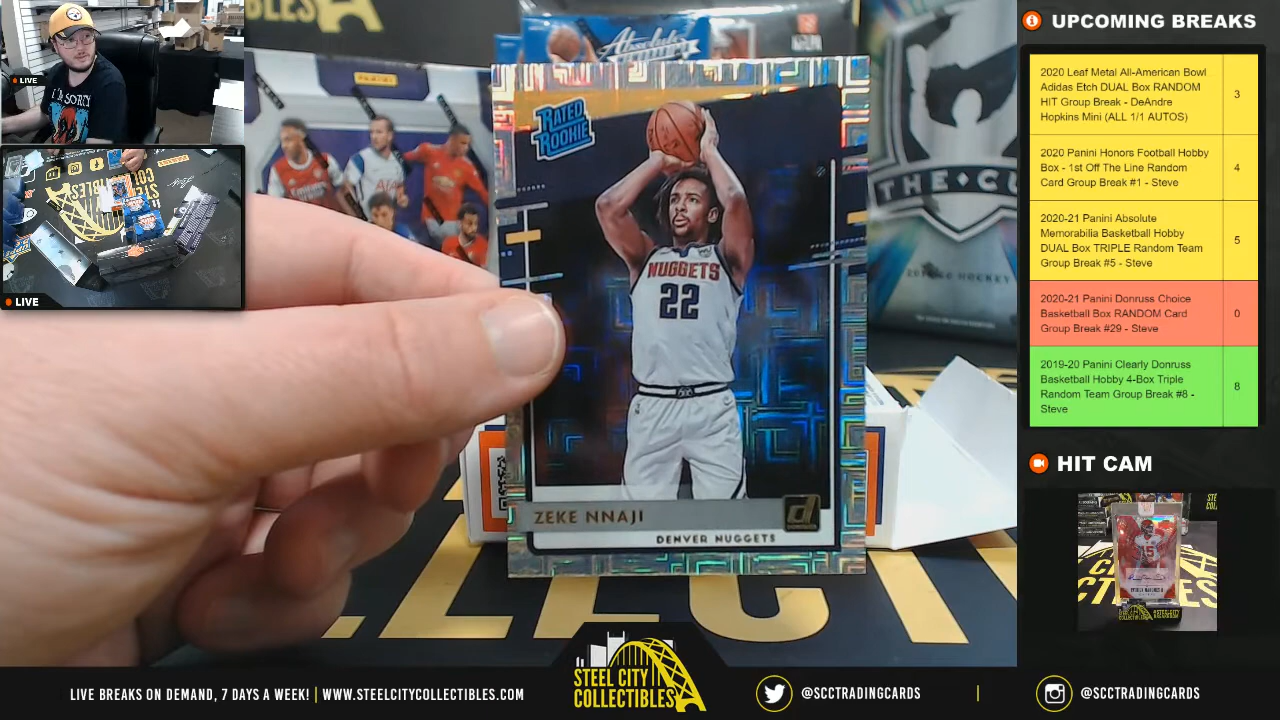 LIVE
I'M SORRY
LIVE
IBLES
PANINI
Absolute
RATED
ROOKIE
NUGGETS
22
ZEKE NNAJI
DENVER NUGGETS
THE CU
UPCOMING BREAKS
2020 Leaf Metal All-American Bowl
Adidas Etch DUAL Box RANDOM
HIT Group Break - DeAndre
Hopkins Mini (ALL 1/1 AUTOS)
3
2020 Panini Honors Football Hobby
Box - 1st Off The Line Random
Card Group Break #1 - Steve
4
2020-21 Panini Absolute
Memorabilia Basketball Hobby
DUAL Box TRIPLE Random Team
Group Break #5 - Steve
5
2020-21 Panini Donruss Choice
Basketball Box RANDOM Card
Group Break #29 - Steve
0
2019-20 Panini Clearly Donruss
Basketball Hobby 4-Box Triple
Random Team Group Break #8 -
Steve
8
HIT CAM
LIVE BREAKS ON DEMAND, 7 DAYS A WEEK! | WWW.STEELCITYCOLLECTIBLES.COM
STEEL CITY
COLLECTIBLES
@SCCTRADINGCARDS | @SCCTRADINGCARDS